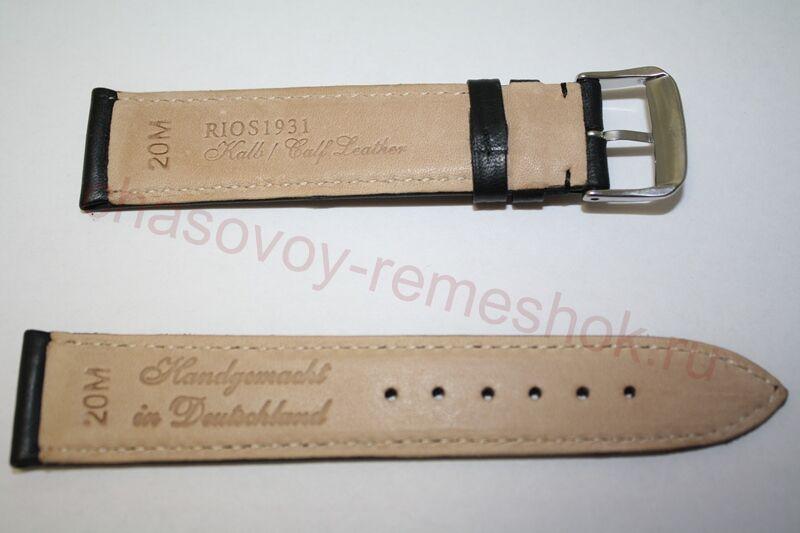 20M
RIOS1931
Kalb / Calf Leather
chasovoy-remeshok.ru
20M
Handgemacht
in Deutschland